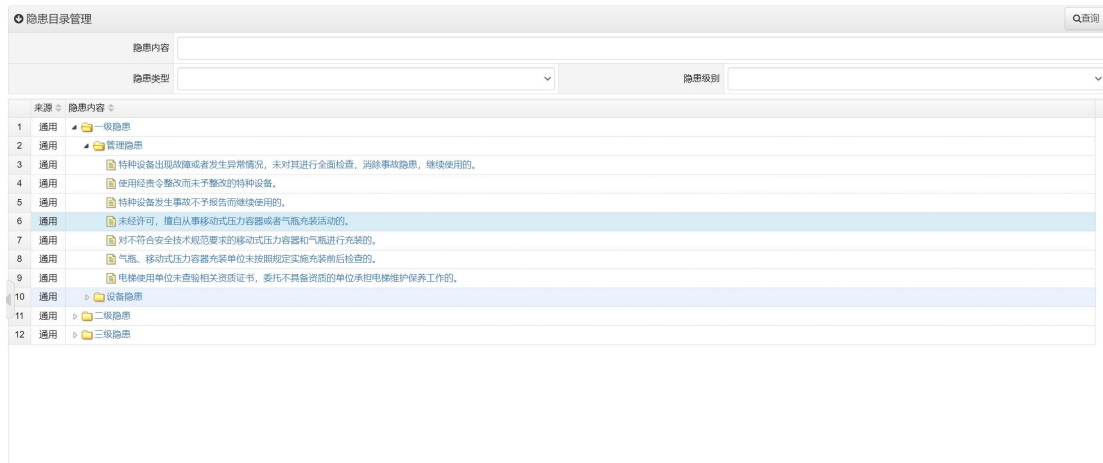 隐患目录管理 查询
隐患内容
隐患类型 隐患级别
来源 隐患内容
1 通用 一级隐患
2 通用 管理隐患
3 通用 特种设备出现故障或者发生异常情况，未对其进行全面检查，消除事故隐患，继续使用的。
4 通用 使用经责令整改而未予整改的特种设备。
5 通用 特种设备发生事故不予报告而继续使用的。
6 通用 未经许可，擅自从事移动式压力容器或者气瓶充装活动的。
7 通用 对不符合安全技术规范要求的移动式压力容器和气瓶进行充装的。
8 通用 气瓶、移动式压力容器充装单位未按照规定实施充装前后检查的。
9 通用 电梯使用单位未查验相关资质证书，委托不具备资质的单位承担电梯维护保养工作的。
10 通用 设备隐患
11 通用 二级隐患
12 通用 三级隐患